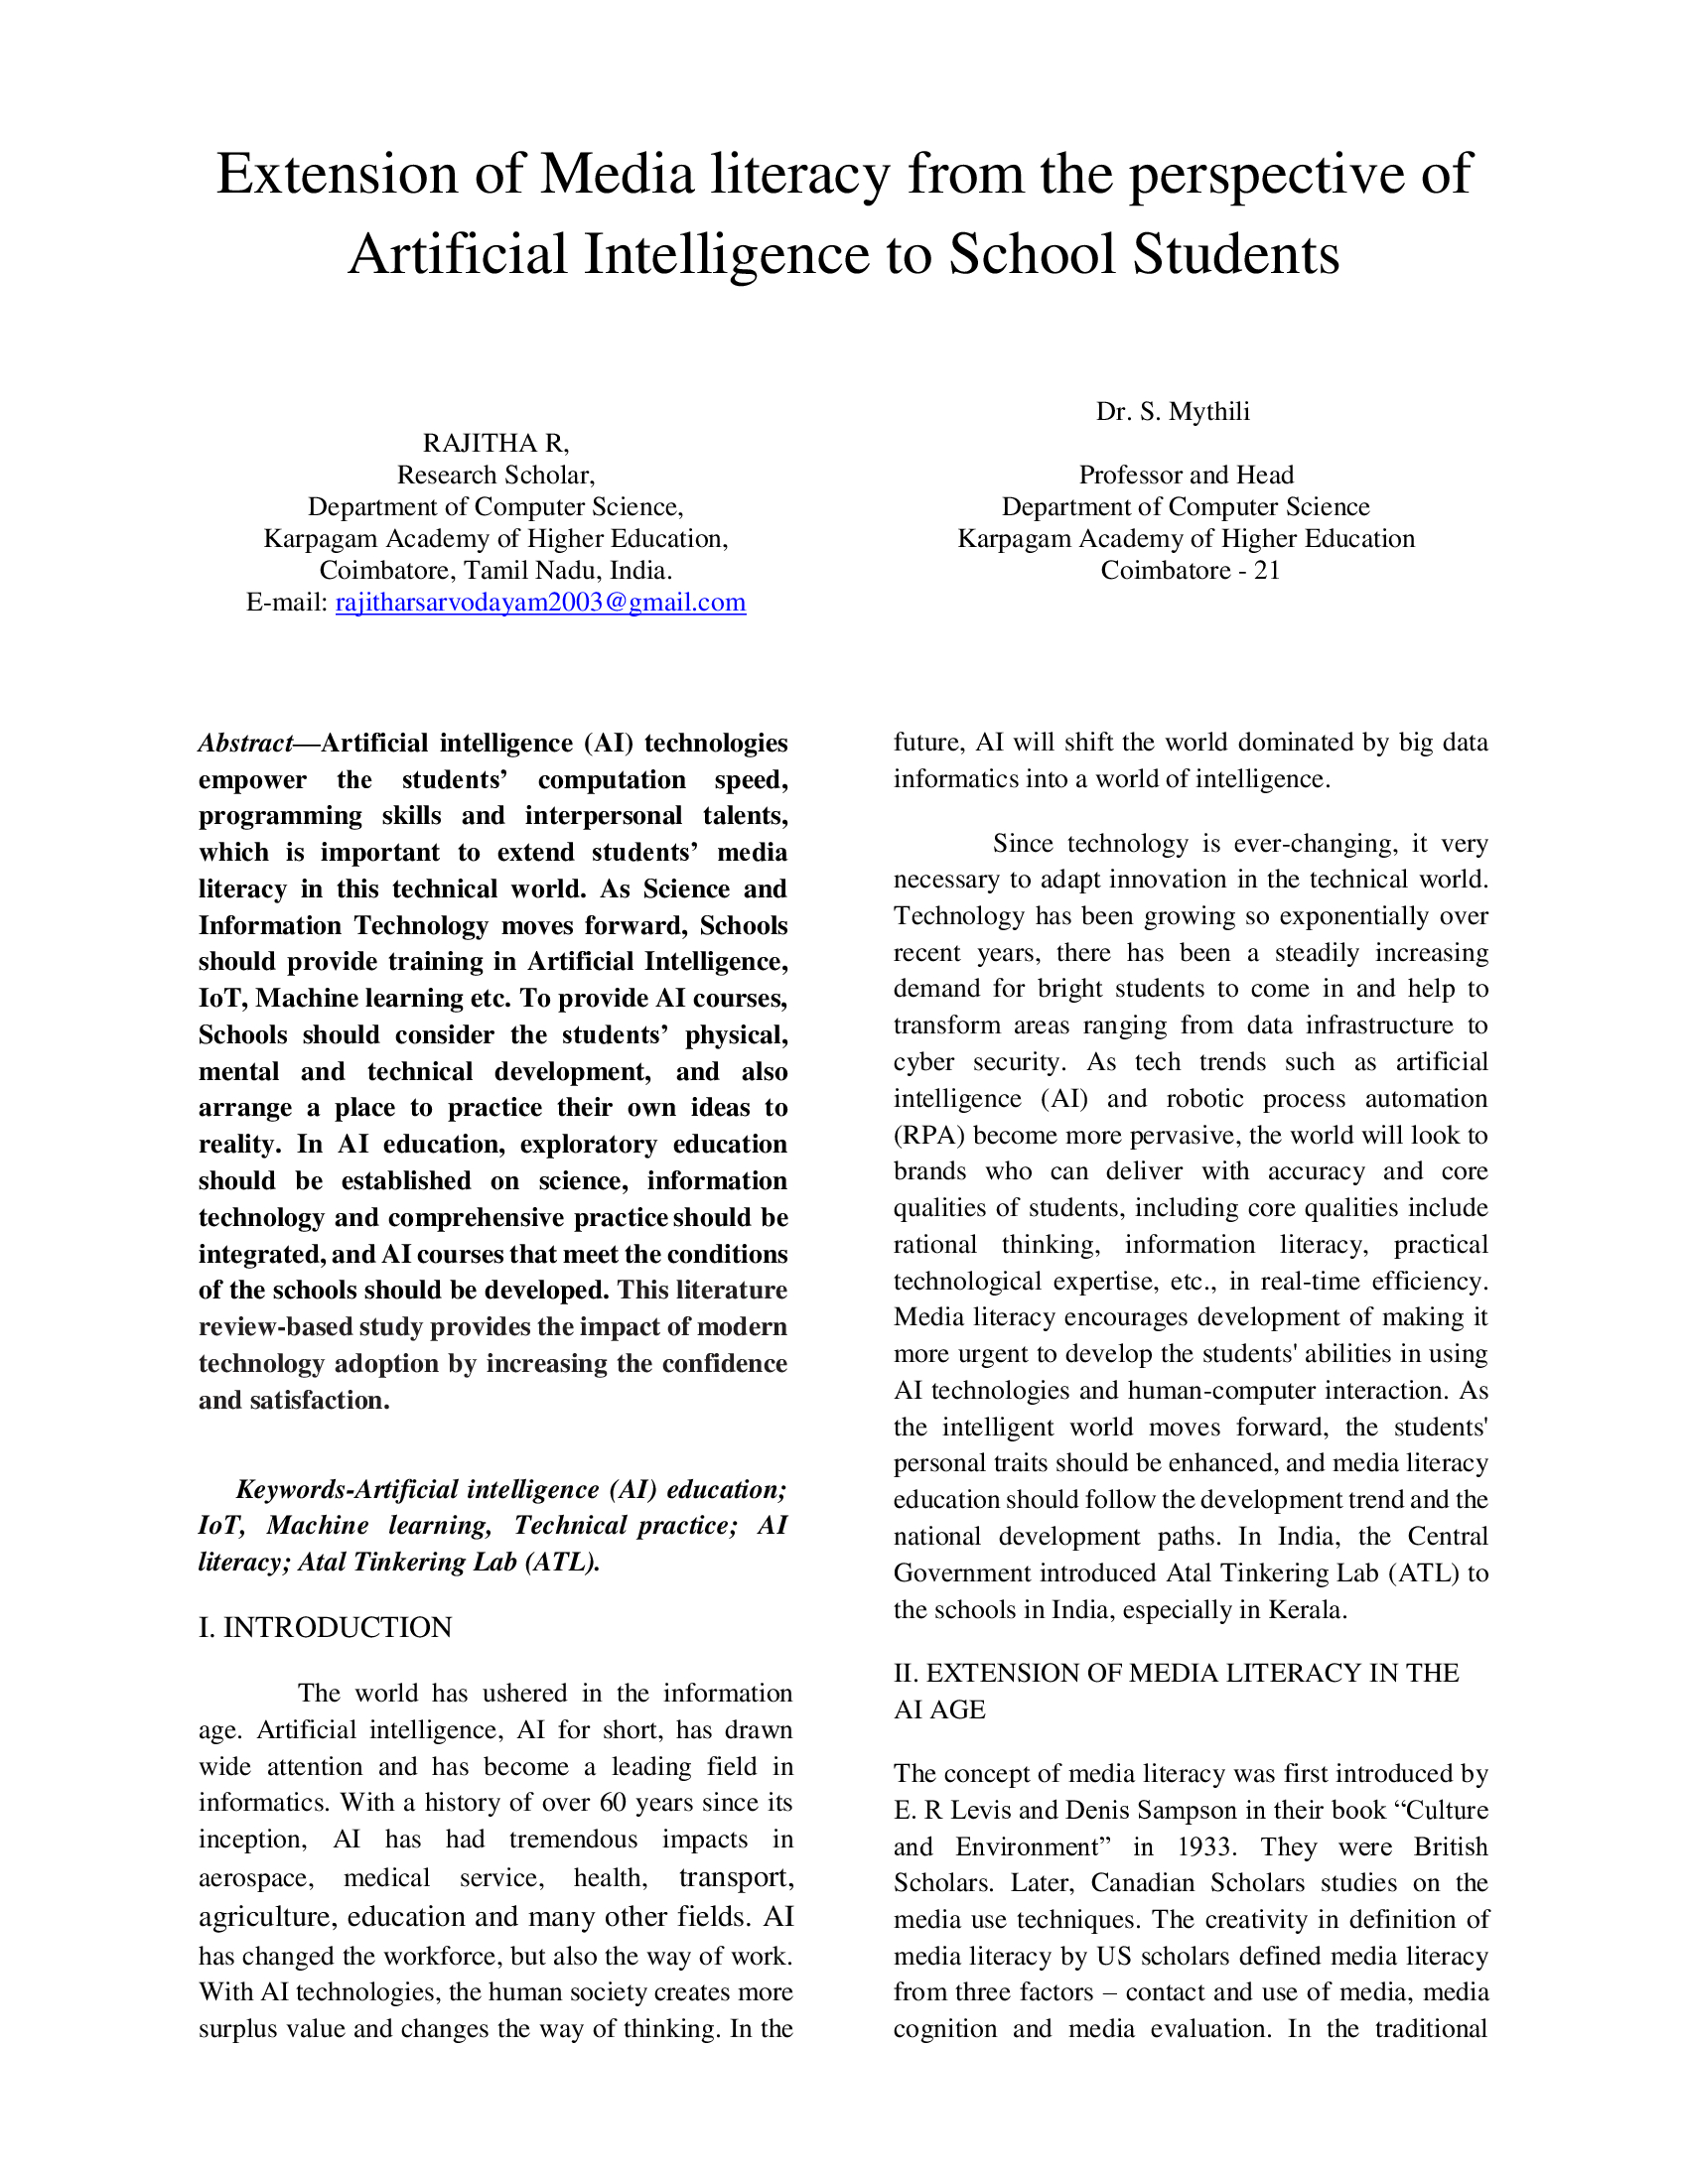 Extension of Media literacy from the perspective of
Artificial Intelligence to School Students
RAJITHA R,
Research Scholar,
Department of Computer Science,
Karpagam Academy of Higher Education,
Coimbatore, Tamil Nadu, India.
E-mail: rajitharsarvodayam2003@gmail.com
Dr. S. Mythili
Professor and Head
Department of Computer Science
Karpagam Academy of Higher Education
Coimbatore - 21
Abstract—Artificial intelligence (AI) technologies
empower the students’ computation speed,
programming skills and interpersonal talents,
which is important to extend students’ media
literacy in this technical world. As Science and
Information Technology moves forward, Schools
should provide training in Artificial Intelligence,
IoT, Machine learning etc. To provide AI courses,
Schools should consider the students’ physical,
mental and technical development, and also
arrange a place to practice their own ideas to
reality. In AI education, exploratory education
should be established on science, information
technology and comprehensive practice should be
integrated, and AI courses that meet the conditions
of the schools should be developed. This literature
review-based study provides the impact of modern
technology adoption by increasing the confidence
and satisfaction.
Keywords-Artificial intelligence (AI) education;
IoT, Machine learning, Technical practice; AI
literacy; Atal Tinkering Lab (ATL).
I. INTRODUCTION
The world has ushered in the information
age. Artificial intelligence, AI for short, has drawn
wide attention and has become a leading field in
informatics. With a history of over 60 years since its
inception, AI has had tremendous impacts in
aerospace, medical service, health, transport,
agriculture, education and many other fields. AI
has changed the workforce, but also the way of work.
With AI technologies, the human society creates more
surplus value and changes the way of thinking. In the
future, AI will shift the world dominated by big data
informatics into a world of intelligence.
Since technology is ever-changing, it very
necessary to adapt innovation in the technical world.
Technology has been growing so exponentially over
recent years, there has been a steadily increasing
demand for bright students to come in and help to
transform areas ranging from data infrastructure to
cyber security. As tech trends such as artificial
intelligence (AI) and robotic process automation
(RPA) become more pervasive, the world will look to
brands who can deliver with accuracy and core
qualities of students, including core qualities include
rational thinking, information literacy, practical
technological expertise, etc., in real-time efficiency.
Media literacy encourages development of making it
more urgent to develop the students' abilities in using
AI technologies and human-computer interaction. As
the intelligent world moves forward, the students'
personal traits should be enhanced, and media literacy
education should follow the development trend and the
national development paths. In India, the Central
Government introduced Atal Tinkering Lab (ATL) to
the schools in India, especially in Kerala.
II. EXTENSION OF MEDIA LITERACY IN THE
AI AGE
The concept of media literacy was first introduced by
E. R Levis and Denis Sampson in their book “Culture
and Environment” in 1933. They were British
Scholars. Later, Canadian Scholars studies on the
media use techniques. The creativity in definition of
media literacy by US scholars defined media literacy
from three factors – contact and use of media, media
cognition and media evaluation. In the traditional